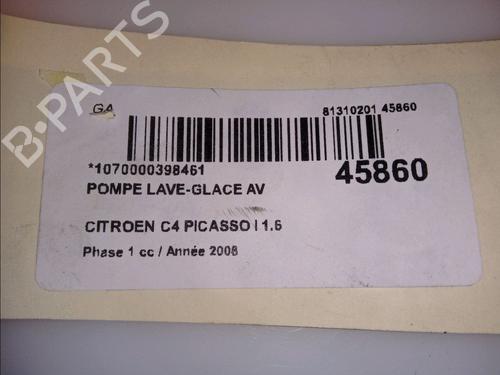 B-PARTS
GA
81310201 45860
*1070000398461
45860
POMPE LAVE-GLACE AV
CITROEN C4 PICASSO I 1.6
Phase 1 cc / Année 2008